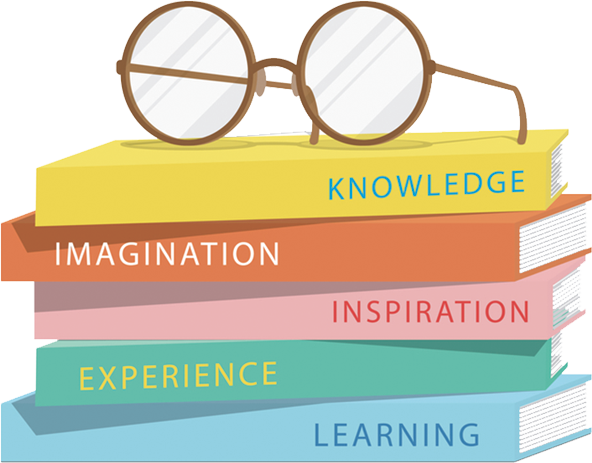 KNOWLEDGE
IMAGINATION
INSPIRATION
EXPERIENCE
LEARNING